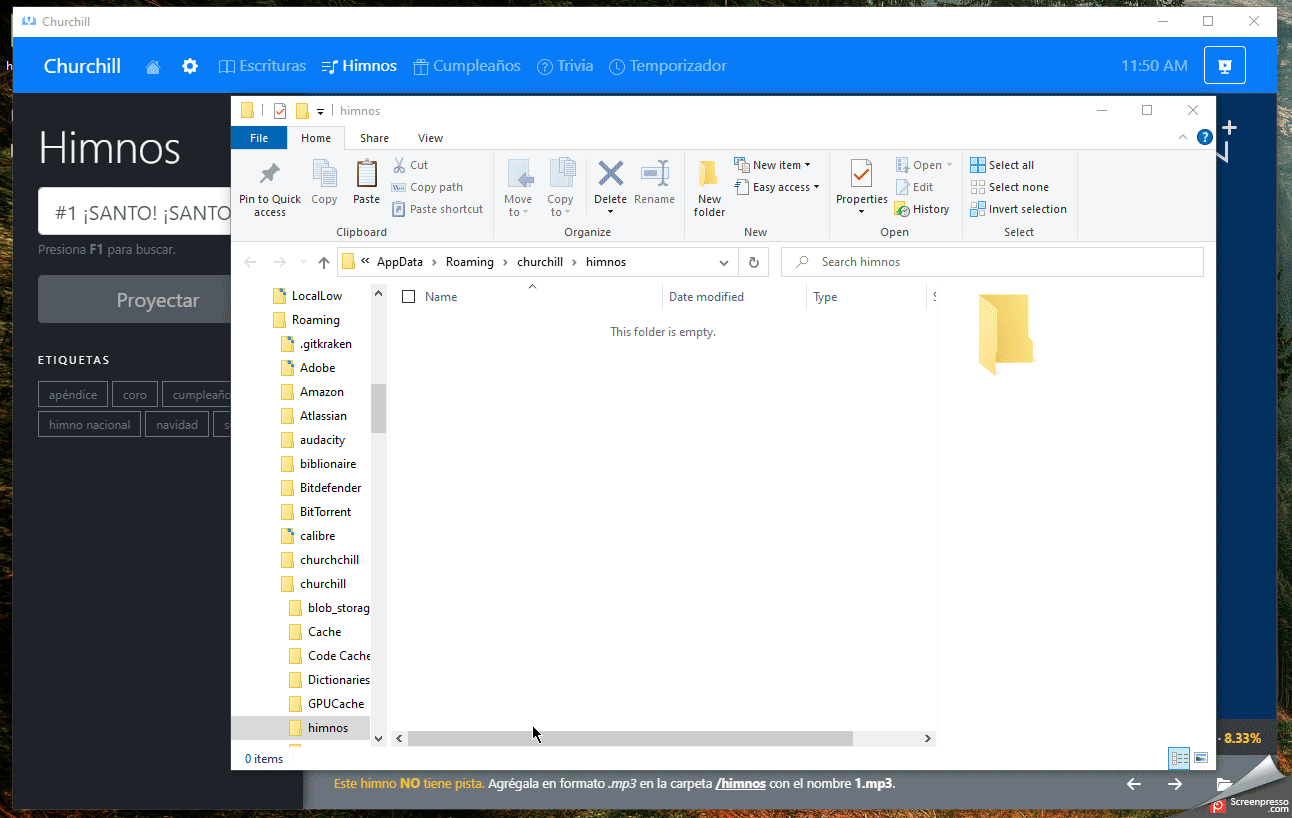 Churchill
Churchill Escrituras Himnos Cumpleaños Trivia Temporizador 11:50 AM
himnos
File Home Share View
Pin to Quick access
Copy
Paste
Cut
Copy path
Paste shortcut
Clipboard
Move to
Copy to
Delete
Rename
Organize
New folder
New item
Easy access
New
Properties
Open
Edit
History
Open
Select all
Select none
Invert selection
Select
« AppData › Roaming › churchill › himnos
Search himnos
Himnos
#1 ¡SANTO! ¡SANTO
Presiona F1 para buscar.
Proyectar
ETIQUETAS
apéndice coro cumpleaño
himno nacional navidad
LocalLow
Roaming
.gitkraken
Adobe
Amazon
Atlassian
audacity
biblionaire
Bitdefender
BitTorrent
calibre
churchchill
churchill
blob_storag
Cache
Code Cache
Dictionaries
GPUCache
himnos
Name Date modified Type
This folder is empty.
0 items
· 8.33%
Este himno NO tiene pista. Agrégala en formato .mp3 en la carpeta /himnos con el nombre 1.mp3.
Screenpresso
.com